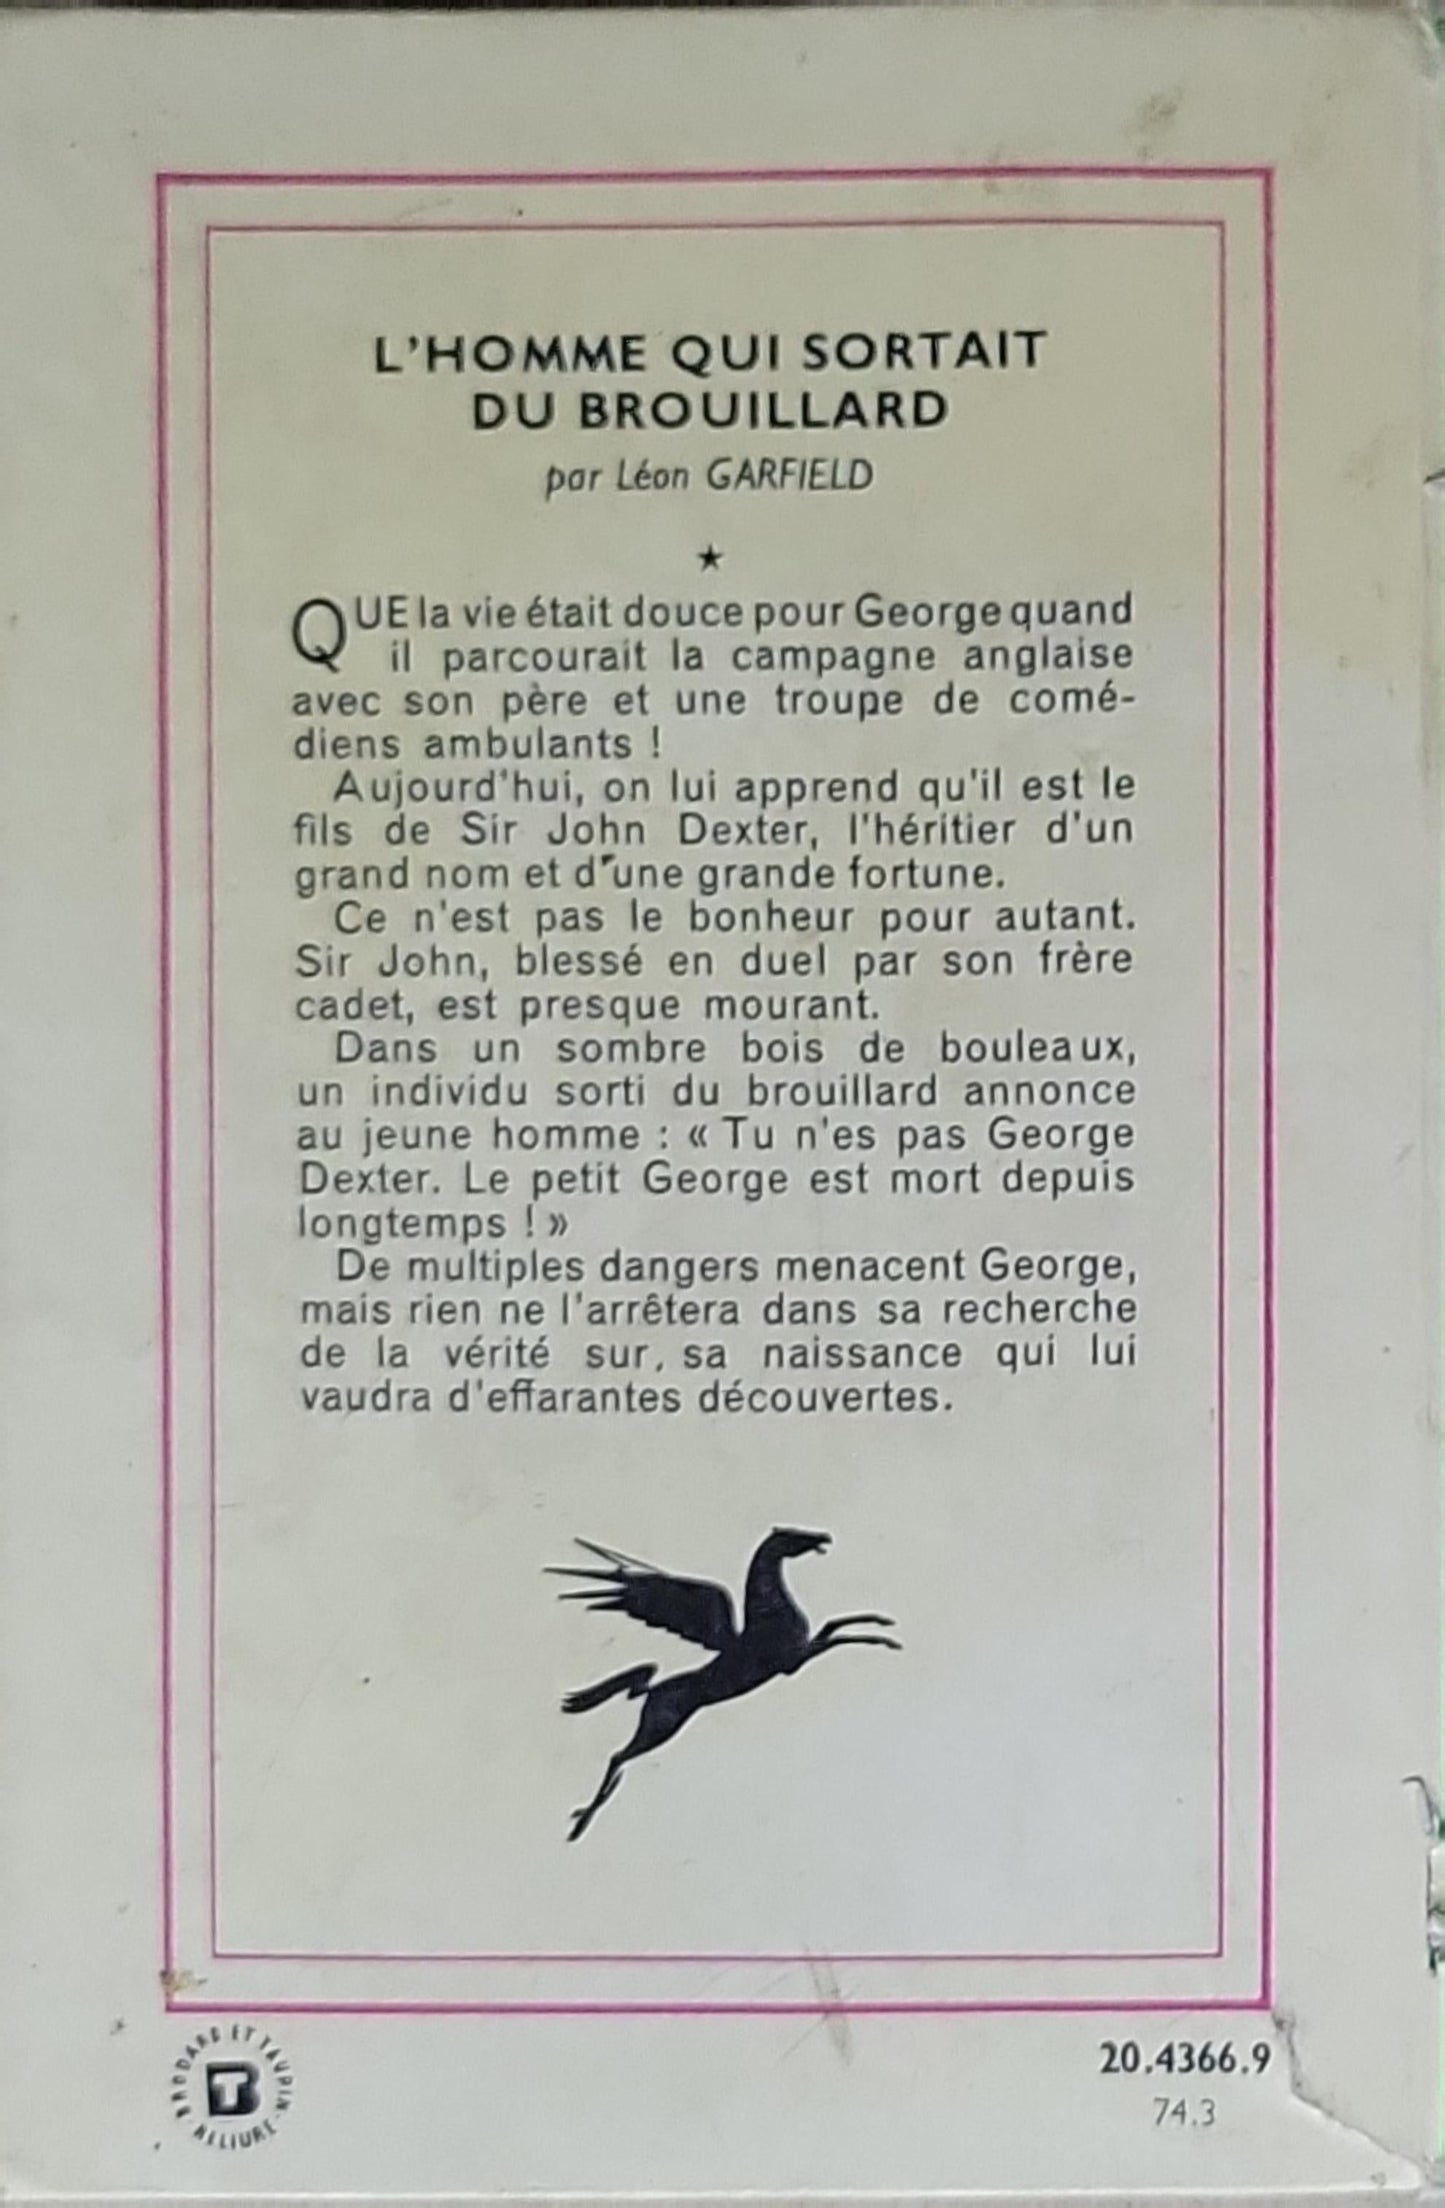 L'HOMME QUI SORTAIT
DU BROUILLARD
par Léon GARFIELD
★
QUE la vie était douce pour George quand
il parcourait la campagne anglaise
avec son père et une troupe de comé-
diens ambulants !
Aujourd'hui, on lui apprend qu'il est le
fils de Sir John Dexter, l'héritier d'un
grand nom et d'une grande fortune.
Ce n'est pas le bonheur pour autant.
Sir John, blessé en duel par son frère
cadet, est presque mourant.
Dans un sombre bois de bouleaux,
un individu sorti du brouillard annonce
au jeune homme : « Tu n'es pas George
Dexter. Le petit George est mort depuis
longtemps ! »
De multiples dangers menacent George,
mais rien ne l'arrêtera dans sa recherche
de la vérité sur, sa naissance qui lui
vaudra d'effarantes découvertes.
BRODARD ET TAUPIN
BT
RELIURE
20.4366.9
74.3